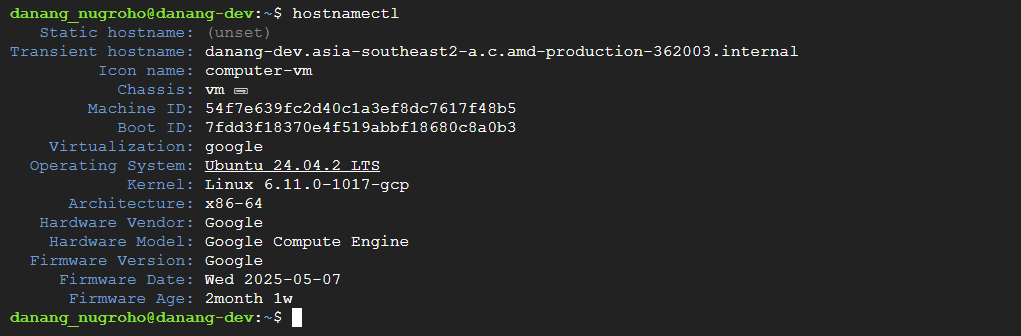 danang_nugroho@danang-dev:~$ hostnamectl
Static hostname: (unset)
Transient hostname: danang-dev.asia-southeast2-a.c.amd-production-362003.internal
Icon name: computer-vm
Chassis: vm 🖴
Machine ID: 54f7e639fc2d40c1a3ef8dc7617f48b5
Boot ID: 7fdd3f18370e4f519abbf18680c8a0b3
Virtualization: google
Operating System: Ubuntu 24.04.2 LTS
Kernel: Linux 6.11.0-1017-gcp
Architecture: x86-64
Hardware Vendor: Google
Hardware Model: Google Compute Engine
Firmware Version: Google
Firmware Date: Wed 2025-05-07
Firmware Age: 2month 1w
danang_nugroho@danang-dev:~$